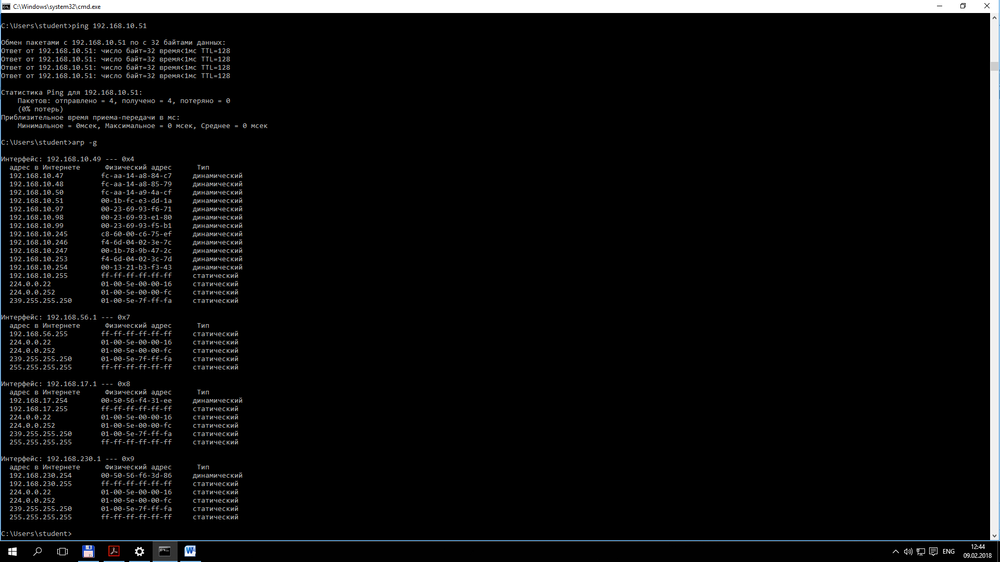 C:\Windows\system32\cmd.exe
C:\Users\student>ping 192.168.10.51
Обмен пакетами с 192.168.10.51 по с 32 байтами данных:
Ответ от 192.168.10.51: число байт=32 время<1мс TTL=128
Ответ от 192.168.10.51: число байт=32 время<1мс TTL=128
Ответ от 192.168.10.51: число байт=32 время<1мс TTL=128
Ответ от 192.168.10.51: число байт=32 время<1мс TTL=128
Статистика Ping для 192.168.10.51:
Пакетов: отправлено = 4, получено = 4, потеряно = 0
(0% потерь)
Приблизительное время приема-передачи в мс:
Минимальное = 0мсек, Максимальное = 0 мсек, Среднее = 0 мсек
C:\Users\student>arp -g
Интерфейс: 192.168.10.49 --- 0x4
адрес в Интернете Физический адрес Тип
192.168.10.47 fc-aa-14-a8-84-c7 динамический
192.168.10.48 fc-aa-14-a8-85-79 динамический
192.168.10.50 fc-aa-14-a9-4a-cf динамический
192.168.10.51 00-1b-fc-e3-dd-1a динамический
192.168.10.97 00-23-69-93-f6-71 динамический
192.168.10.98 00-23-69-93-e1-80 динамический
192.168.10.99 00-23-69-93-f5-b1 динамический
192.168.10.245 c8-60-00-c6-75-ef динамический
192.168.10.246 f4-6d-04-02-3e-7c динамический
192.168.10.247 00-1b-78-9b-47-2c динамический
192.168.10.253 f4-6d-04-02-3c-7d динамический
192.168.10.254 00-13-21-b3-f3-43 динамический
192.168.10.255 ff-ff-ff-ff-ff-ff статический
224.0.0.22 01-00-5e-00-00-16 статический
224.0.0.252 01-00-5e-00-00-fc статический
239.255.255.250 01-00-5e-7f-ff-fa статический
Интерфейс: 192.168.56.1 --- 0x7
адрес в Интернете Физический адрес Тип
192.168.56.255 ff-ff-ff-ff-ff-ff статический
224.0.0.22 01-00-5e-00-00-16 статический
224.0.0.252 01-00-5e-00-00-fc статический
239.255.255.250 01-00-5e-7f-ff-fa статический
255.255.255.255 ff-ff-ff-ff-ff-ff статический
Интерфейс: 192.168.17.1 --- 0x8
адрес в Интернете Физический адрес Тип
192.168.17.254 00-50-56-f4-31-ee динамический
192.168.17.255 ff-ff-ff-ff-ff-ff статический
224.0.0.22 01-00-5e-00-00-16 статический
224.0.0.252 01-00-5e-00-00-fc статический
239.255.255.250 01-00-5e-7f-ff-fa статический
255.255.255.255 ff-ff-ff-ff-ff-ff статический
Интерфейс: 192.168.230.1 --- 0x9
адрес в Интернете Физический адрес Тип
192.168.230.254 00-50-56-f6-3d-86 динамический
192.168.230.255 ff-ff-ff-ff-ff-ff статический
224.0.0.22 01-00-5e-00-00-16 статический
224.0.0.252 01-00-5e-00-00-fc статический
239.255.255.250 01-00-5e-7f-ff-fa статический
255.255.255.255 ff-ff-ff-ff-ff-ff статический
C:\Users\student>
ENG
12:44
09.02.2018